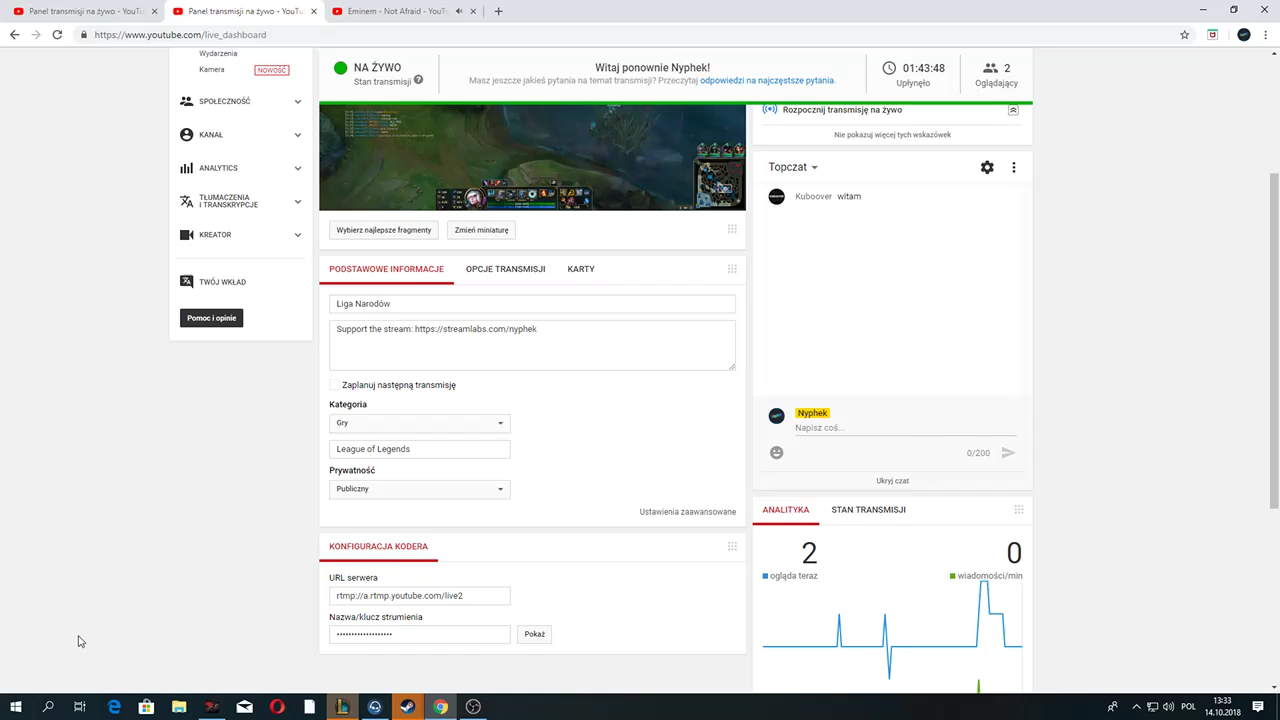 Panel transmisji na żywo - YouTu
Panel transmisji na żywo - YouTu
Eminem - Not Afraid - YouTu
https://www.youtube.com/live_dashboard
Wydarzenia
Kamera NOWOŚĆ
SPOŁECZNOŚĆ
KANAŁ
ANALYTICS
TŁUMACZENIA
I TRANSKRYPCJE
KREATOR
TWÓJ WKŁAD
Pomoc i opinie
NA ŻYWO
Stan transmisji
Witaj ponownie Nyphek!
Masz jeszcze jakieś pytania na temat transmisji? Przeczytaj odpowiedzi na najczęstsze pytania.
01:43:48
Upłynęło
2
Oglądający
Wybierz najlepsze fragmenty
Zmień miniaturę
PODSTAWOWE INFORMACJE
OPCJE TRANSMISJI
KARTY
Liga Narodów
Support the stream: https://streamlabs.com/nyphek
Zaplanuj następną transmisję
Kategoria
Gry
League of Legends
Prywatność
Publiczny
Ustawienia zaawansowane
KONFIGURACJA KODERA
URL serwera
rtmp://a.rtmp.youtube.com/live2
Nazwa/klucz strumienia
•••••••••••••••••••
Pokaż
Rozpocznij transmisję na żywo
Nie pokazuj więcej tych wskazówek
Topczat
Kuboover witam
Nyphek
Napisz coś...
0/200
Ukryj czat
ANALITYKA
STAN TRANSMISJI
2
ogląda teraz
0
wiadomości/min
POL
13:33
14.10.2018